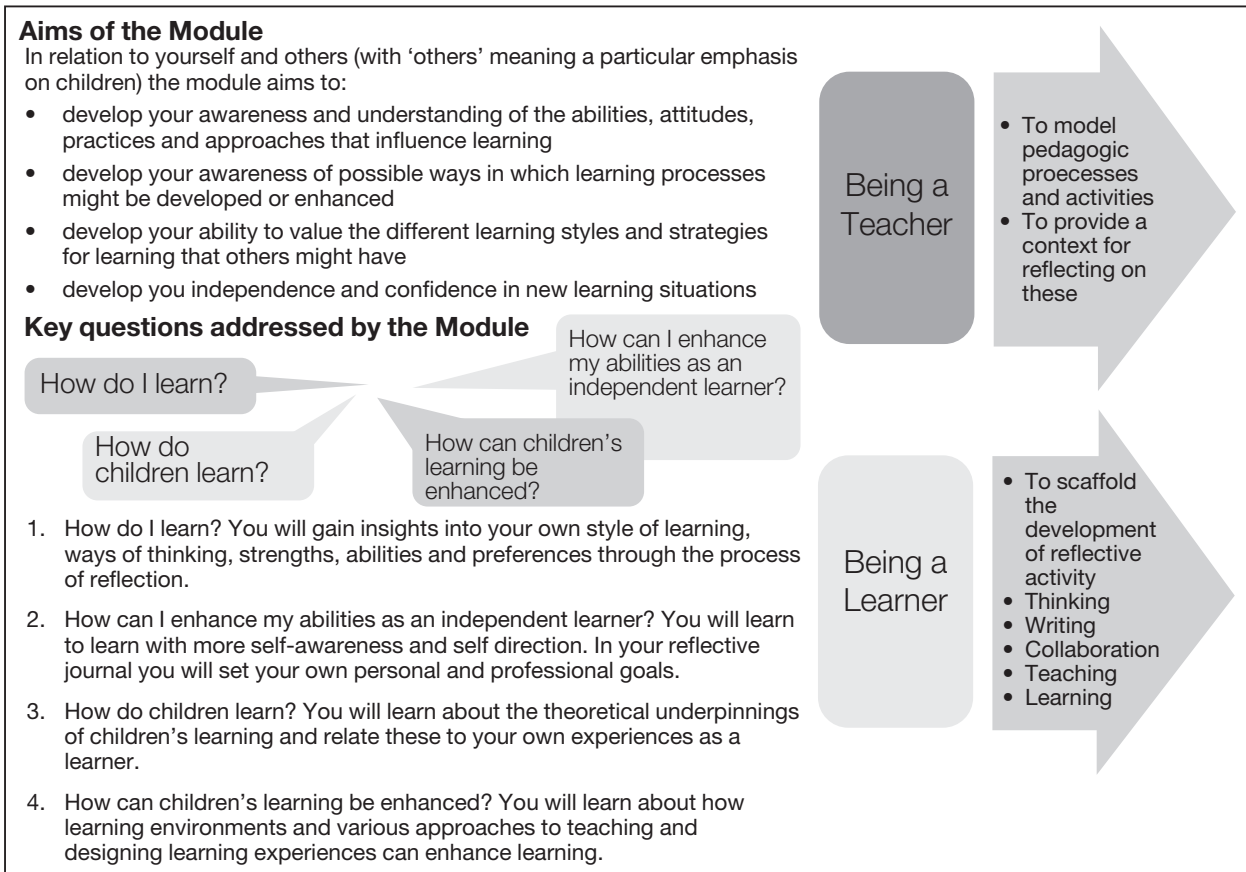 Aims of the Module
In relation to yourself and others (with ‘others’ meaning a particular emphasis
on children) the module aims to:
• develop your awareness and understanding of the abilities, attitudes,
practices and approaches that influence learning
• develop your awareness of possible ways in which learning processes
might be developed or enhanced
• develop your ability to value the different learning styles and strategies
for learning that others might have
• develop you independence and confidence in new learning situations
Key questions addressed by the Module
How do I learn?
How can I enhance
my abilities as an
independent learner?
How do
children learn?
How can children’s
learning be
enhanced?
1. How do I learn? You will gain insights into your own style of learning,
ways of thinking, strengths, abilities and preferences through the process
of reflection.
2. How can I enhance my abilities as an independent learner? You will learn
to learn with more self-awareness and self direction. In your reflective
journal you will set your own personal and professional goals.
3. How do children learn? You will learn about the theoretical underpinnings
of children’s learning and relate these to your own experiences as a
learner.
4. How can children’s learning be enhanced? You will learn about how
learning environments and various approaches to teaching and
designing learning experiences can enhance learning.
Being a
Teacher
• To model
pedagogic
proecesses
and activities
• To provide a
context for
reflecting on
these
Being a
Learner
• To scaffold
the
development
of reflective
activity
• Thinking
• Writing
• Collaboration
• Teaching
• Learning